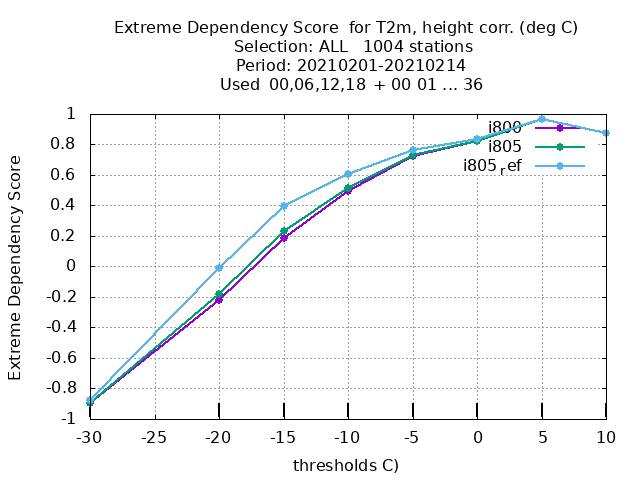 Extreme Dependency Score  for T2m, height corr. (deg C)
Selection: ALL   1004 stations
Period: 20210201-20210214
Used  00,06,12,18  + 00 01 ... 36
Extreme Dependency Score
1
0.8
0.6
0.4
0.2
0
-0.2
-0.4
-0.6
-0.8
-1
i800
i805
i805ref
-30 -25 -20 -15 -10 -5 0 5 10
thresholds C)